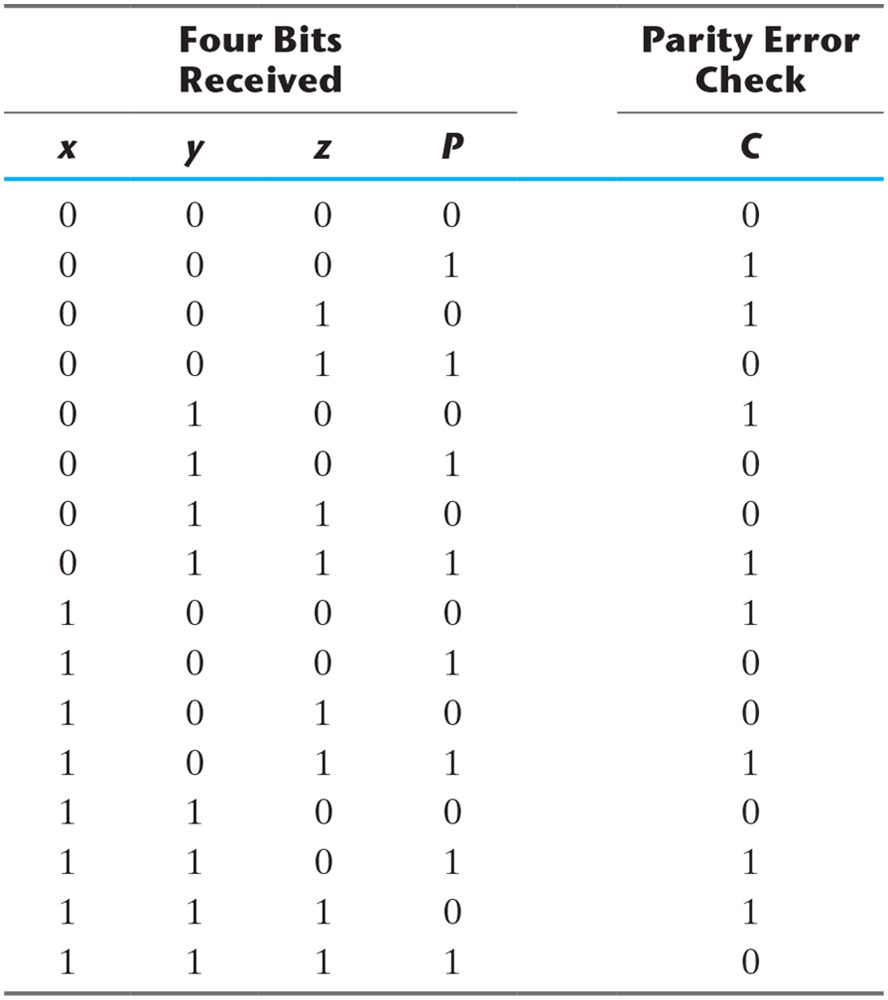 Four Bits Received Parity Error Check
x y z P C
0 0 0 0 0
0 0 0 1 1
0 0 1 0 1
0 0 1 1 0
0 1 0 0 1
0 1 0 1 0
0 1 1 0 0
0 1 1 1 1
1 0 0 0 1
1 0 0 1 0
1 0 1 0 0
1 0 1 1 1
1 1 0 0 0
1 1 0 1 1
1 1 1 0 1
1 1 1 1 0